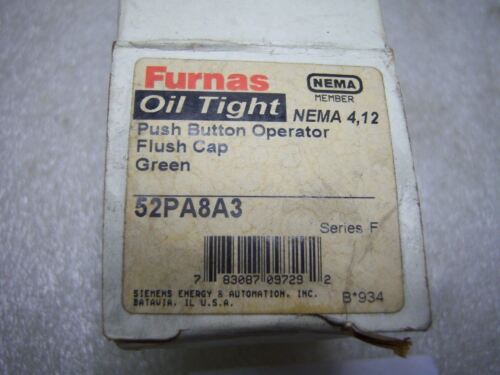 Furnas
NEMA
MEMBER
Oil Tight
NEMA 4,12
Push Button Operator
Flush Cap
Green
52PA8A3
Series F
7 83087 09729 2
SIEMENS ENERGY & AUTOMATION, INC.
BATAVIA, IL U.S.A.
B*934